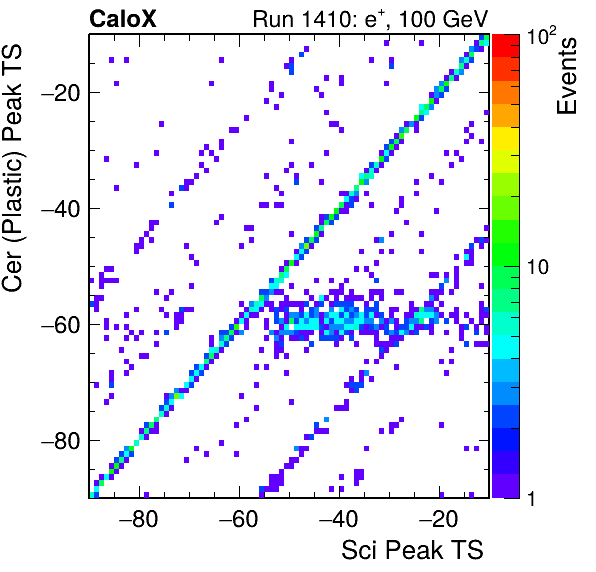 CaloX Run 1410: e⁺, 100 GeV
Cer (Plastic) Peak TS
−20
−40
−60
−80
−80 −60 −40 −20
Sci Peak TS
10²
10
1
Events